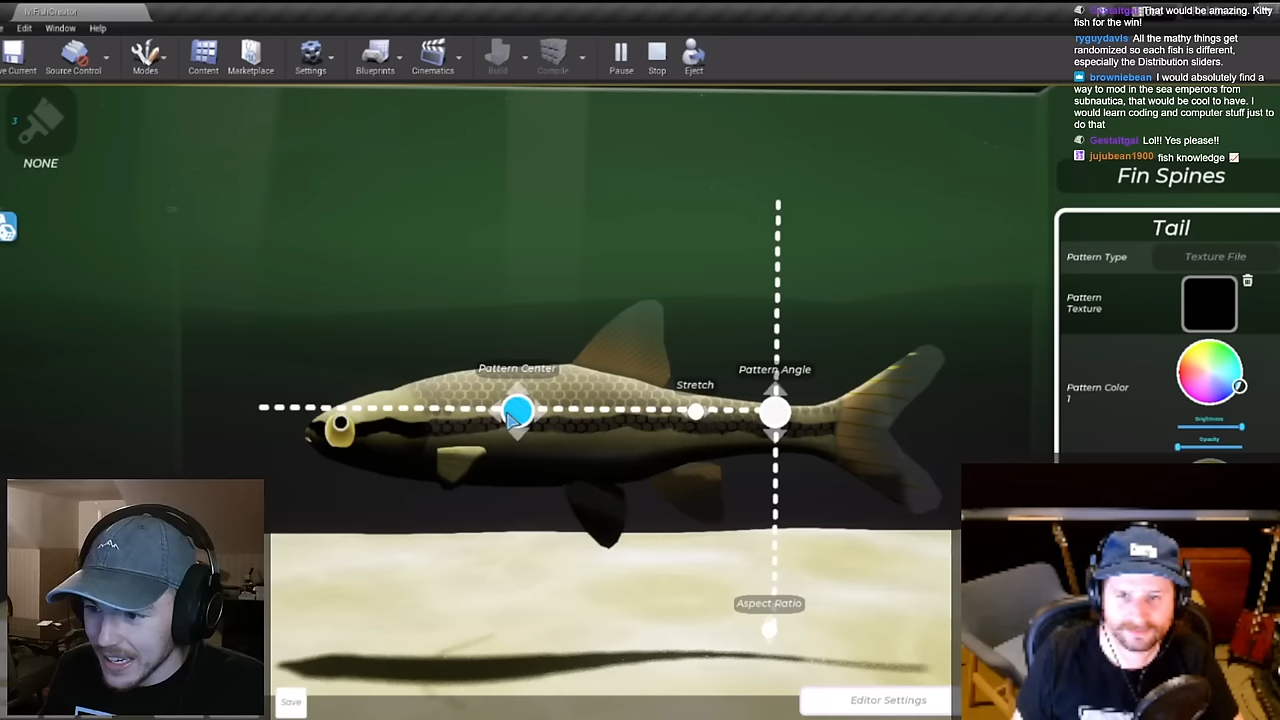 Edit Window Help
Source Control
Modes
Content
Marketplace
Settings
Blueprints
Cinematics
Build
Compile
Pause
Stop
Eject
3
NONE
That would be amazing. Kitty
fish for the win!
ryguydavis All the mathy things get
randomized so each fish is different,
especially the Distribution sliders.
browniebean I would absolutely find a
way to mod in the sea emperors from
subnautica, that would be cool to have. I
would learn coding and computer stuff just to
do that
Gestaltgai Lol!! Yes please!!
jujubean1900 fish knowledge
Fin Spines
Tail
Pattern Type Texture File
Pattern
Texture
Pattern Color
1
Brightness
Opacity
Pattern Center
Stretch
Pattern Angle
Aspect Ratio
Save
Editor Settings